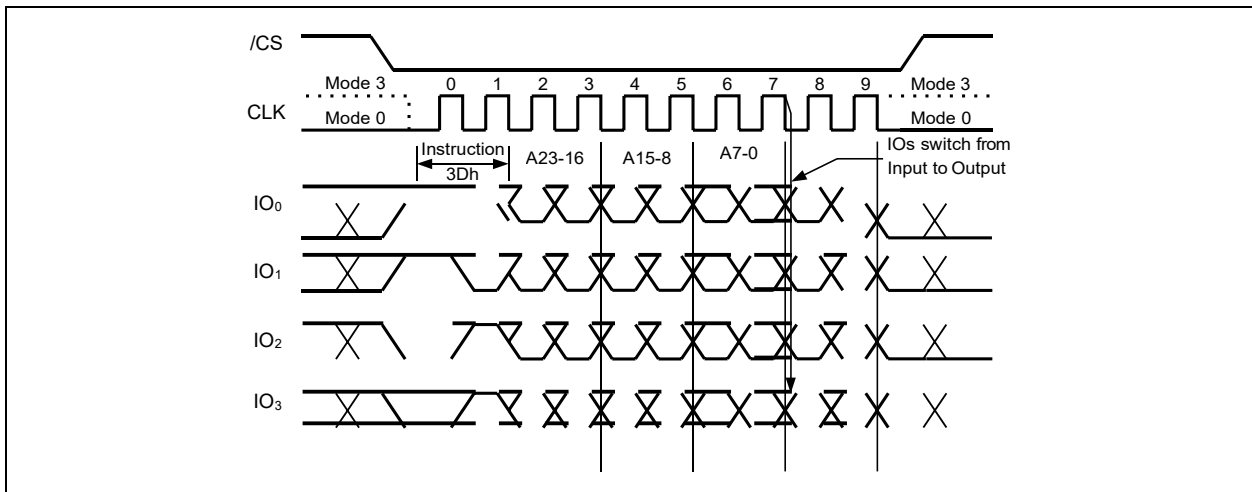 /CS
Mode 3 0 1 2 3 4 5 6 7 8 9 Mode 3
CLK
Mode 0 Mode 0
Instruction A23-16 A15-8 A7-0 IOs switch from
3Dh Input to Output
IO0
IO1
IO2
IO3